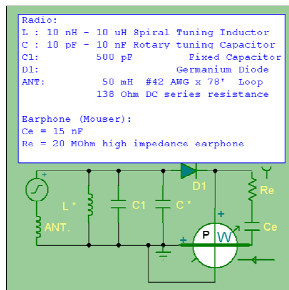 Radio:
L : 10 nH - 10 uH Spiral Tuning Inductor
C : 10 pF - 10 nF Rotary tuning Capacitor
C1: 500 pF Fixed Capacitor
D1: Germanium Diode
ANT: 50 mH #42 AWG x 78' Loop
138 Ohm DC series resistance
Earphone (Mouser):
Ce = 15 nF
Re = 20 MOhm high impedance earphone
D1
+
Re
L *
C1
C *
+
P W
Ce
ANT.
+